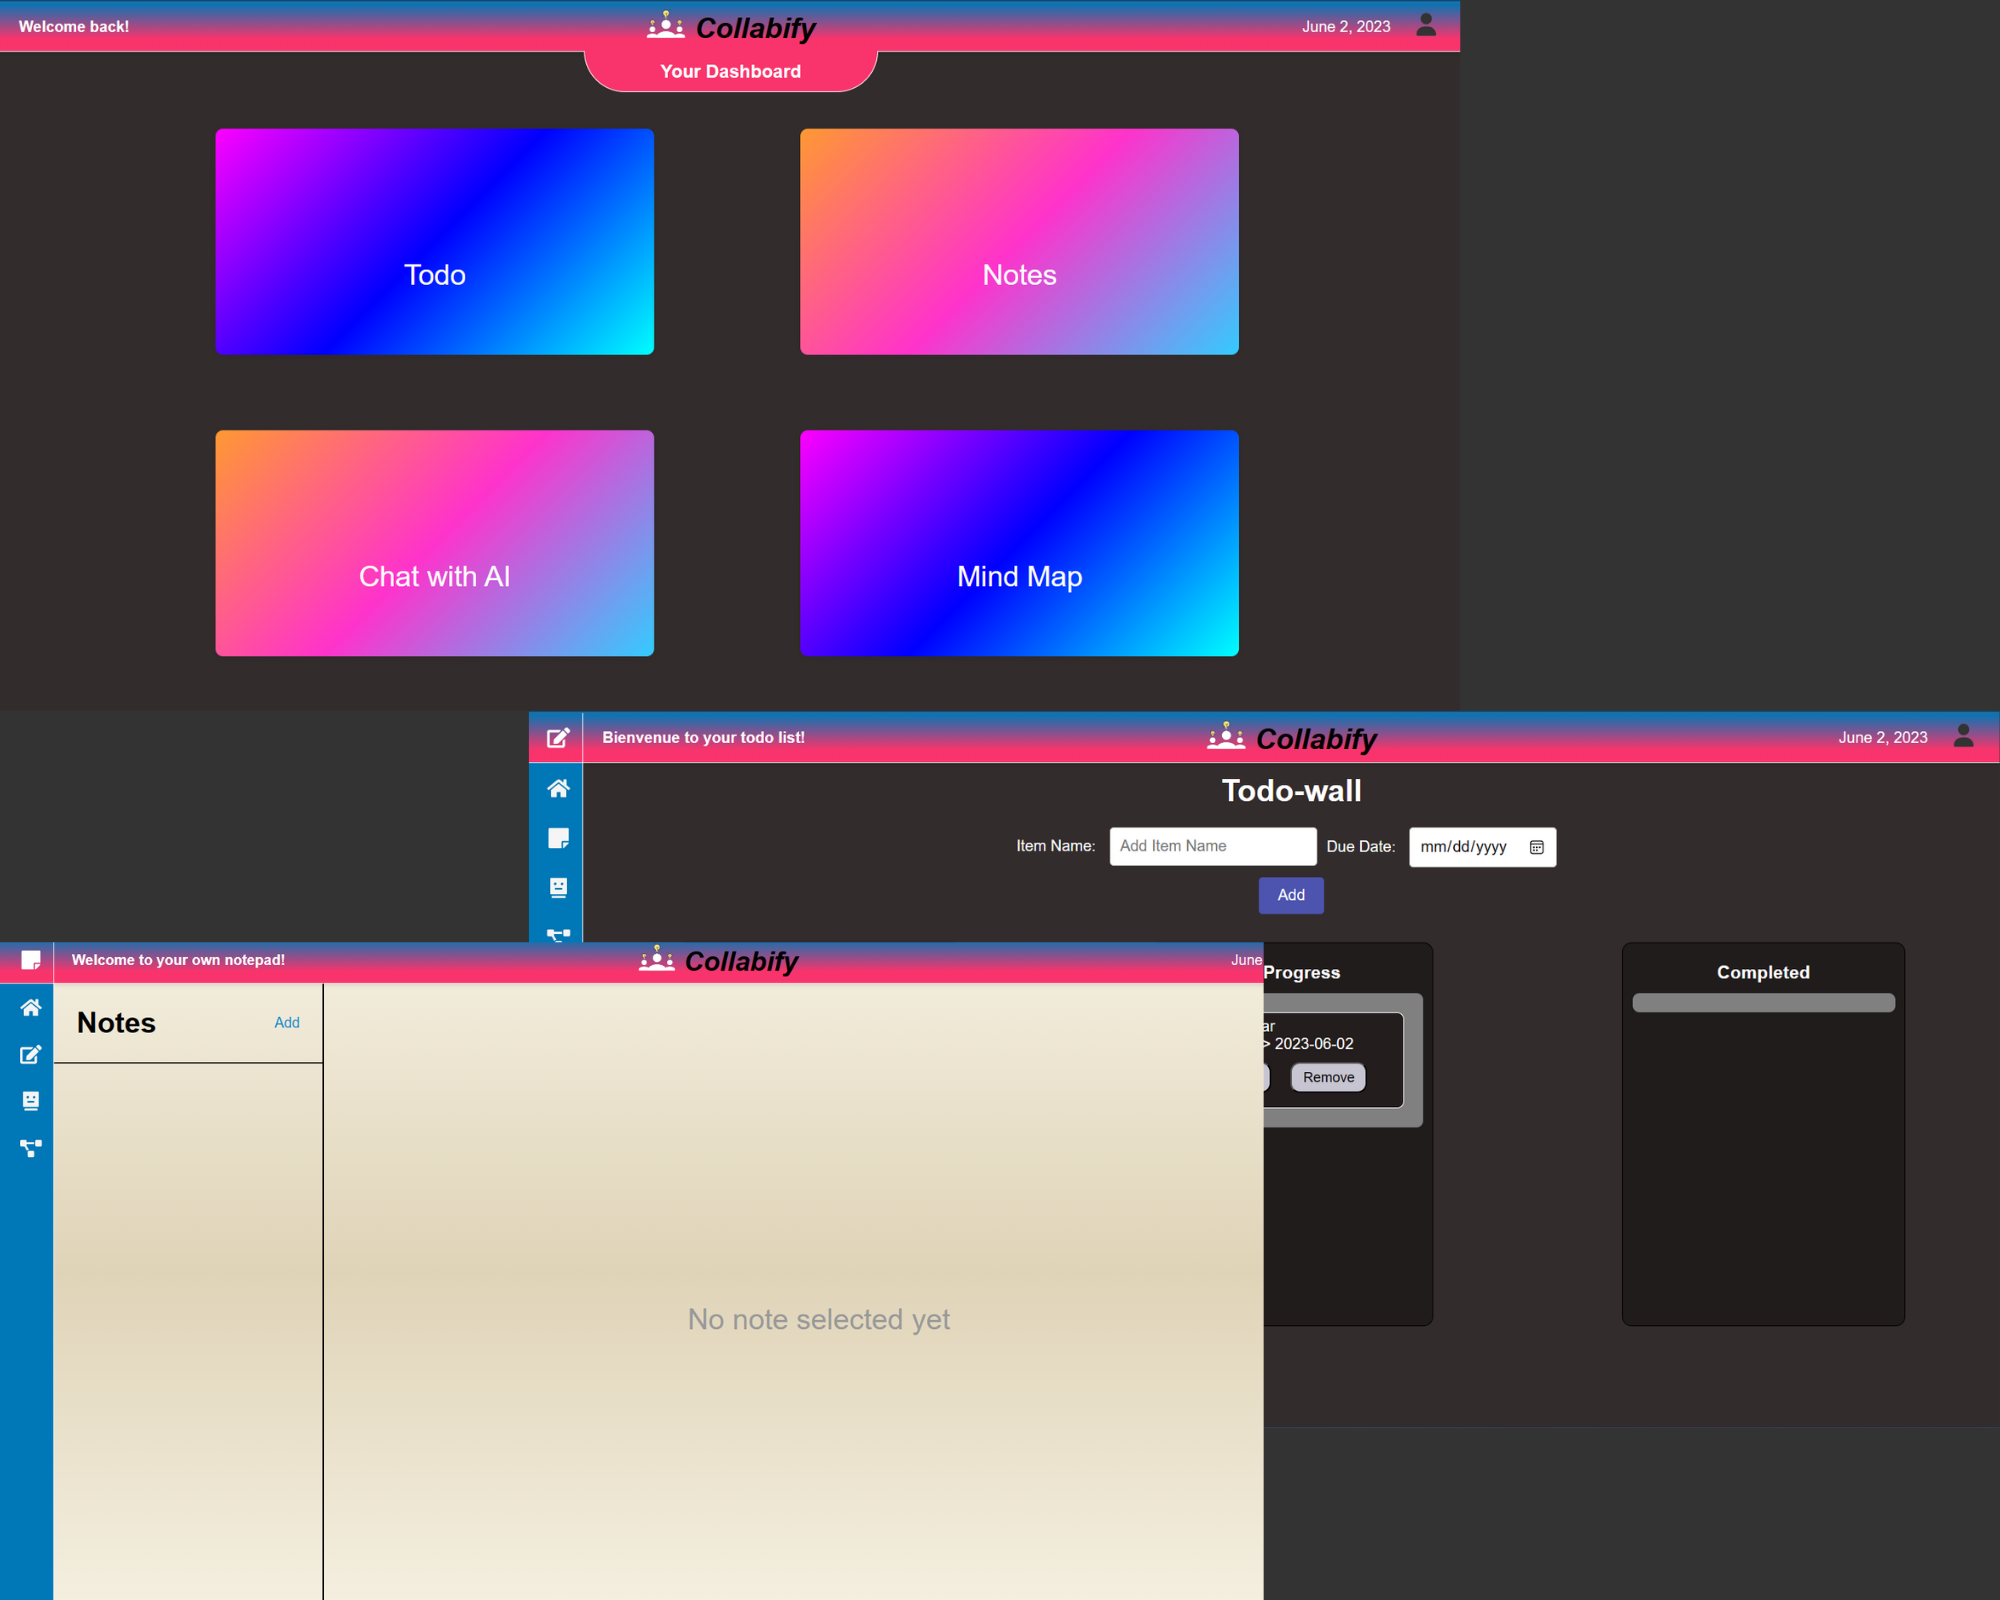 Welcome back!
Collabify
June 2, 2023
Your Dashboard
Todo
Notes
Chat with AI
Mind Map
Bienvenue to your todo list!
Collabify
June 2, 2023
Todo-wall
Item Name: Add Item Name Due Date: mm/dd/yyyy
Add
Progress
ar
> 2023-06-02
Remove
Completed
Welcome to your own notepad!
Collabify
June
Notes
Add
No note selected yet